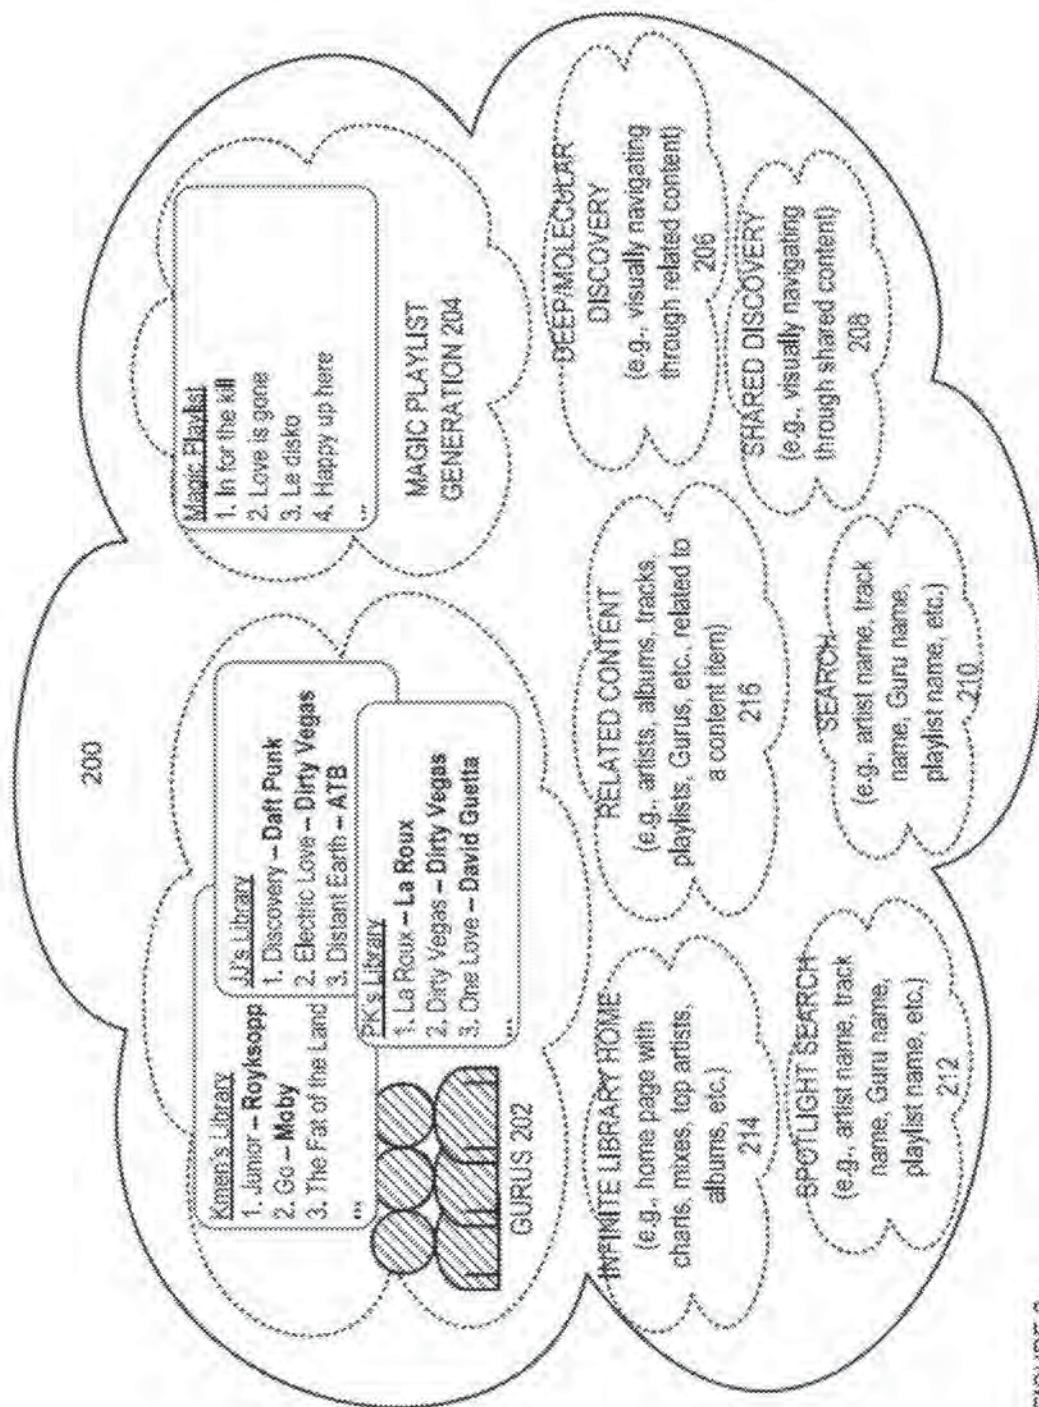 200
Kmen's Library
1. Junior – Royksopp
2. Go – Moby
3. The Fat of the Land
...
JJ's Library
1. Discovery – Daft Punk
2. Electric Love – Dirty Vegas
3. Distant Earth – ATB
PK's Library
1. La Roux – La Roux
2. Dirty Vegas – Dirty Vegas
3. One Love – David Guetta
...
GURUS 202
Magic Playlist
1. In for the kill
2. Love is gone
3. Le disko
4. Happy up here
...
MAGIC PLAYLIST
GENERATION 204
INFINITE LIBRARY HOME
(e.g., home page with
charts, mixes, top artists,
albums, etc.)
214
RELATED CONTENT
(e.g., artists, albums, tracks,
playlists, Gurus, etc., related to
a content item)
216
DEEP/MOLECULAR
DISCOVERY
(e.g., visually navigating
through related content)
206
SPOTLIGHT SEARCH
(e.g., artist name, track
name, Guru name,
playlist name, etc.)
212
SEARCH
(e.g., artist name, track
name, Guru name,
playlist name, etc.)
210
SHARED DISCOVERY
(e.g., visually navigating
through shared content)
208